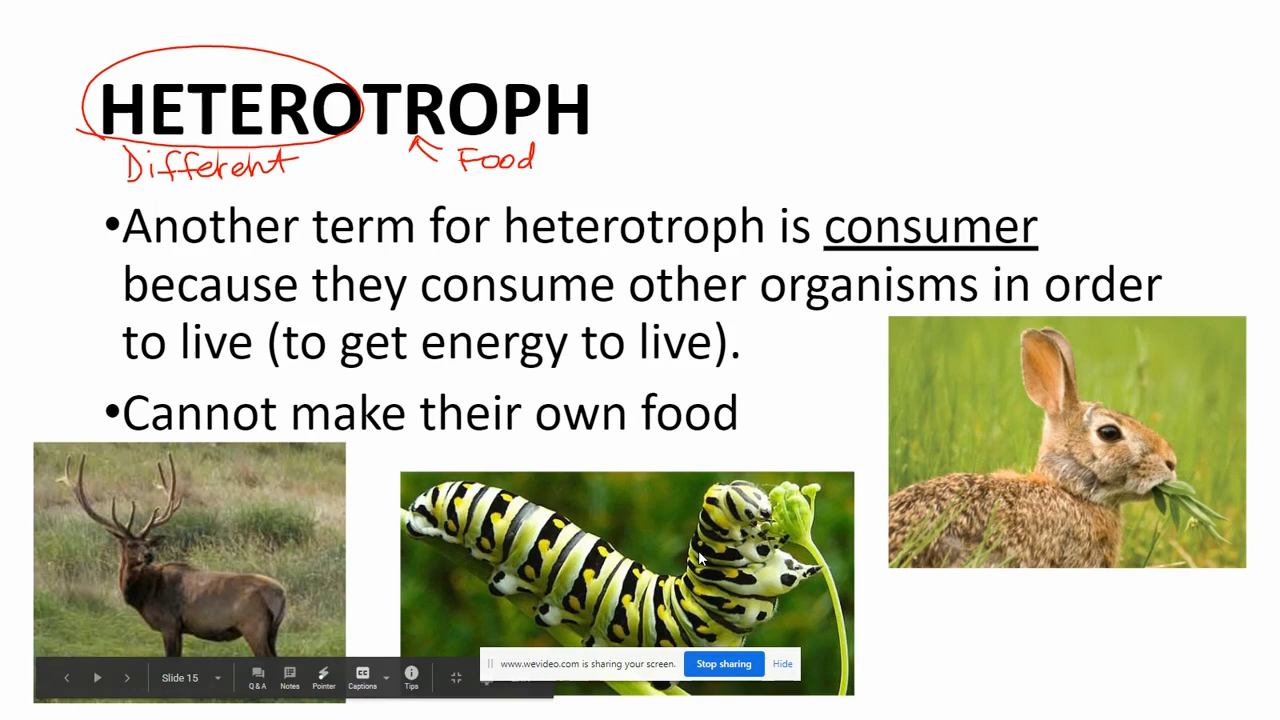 HETEROTROPH
Different Food
•Another term for heterotroph is consumer
because they consume other organisms in order
to live (to get energy to live).
•Cannot make their own food
www.wevideo.com is sharing your screen. Stop sharing Hide
Slide 15 Q & A Notes Pointer Captions Tips